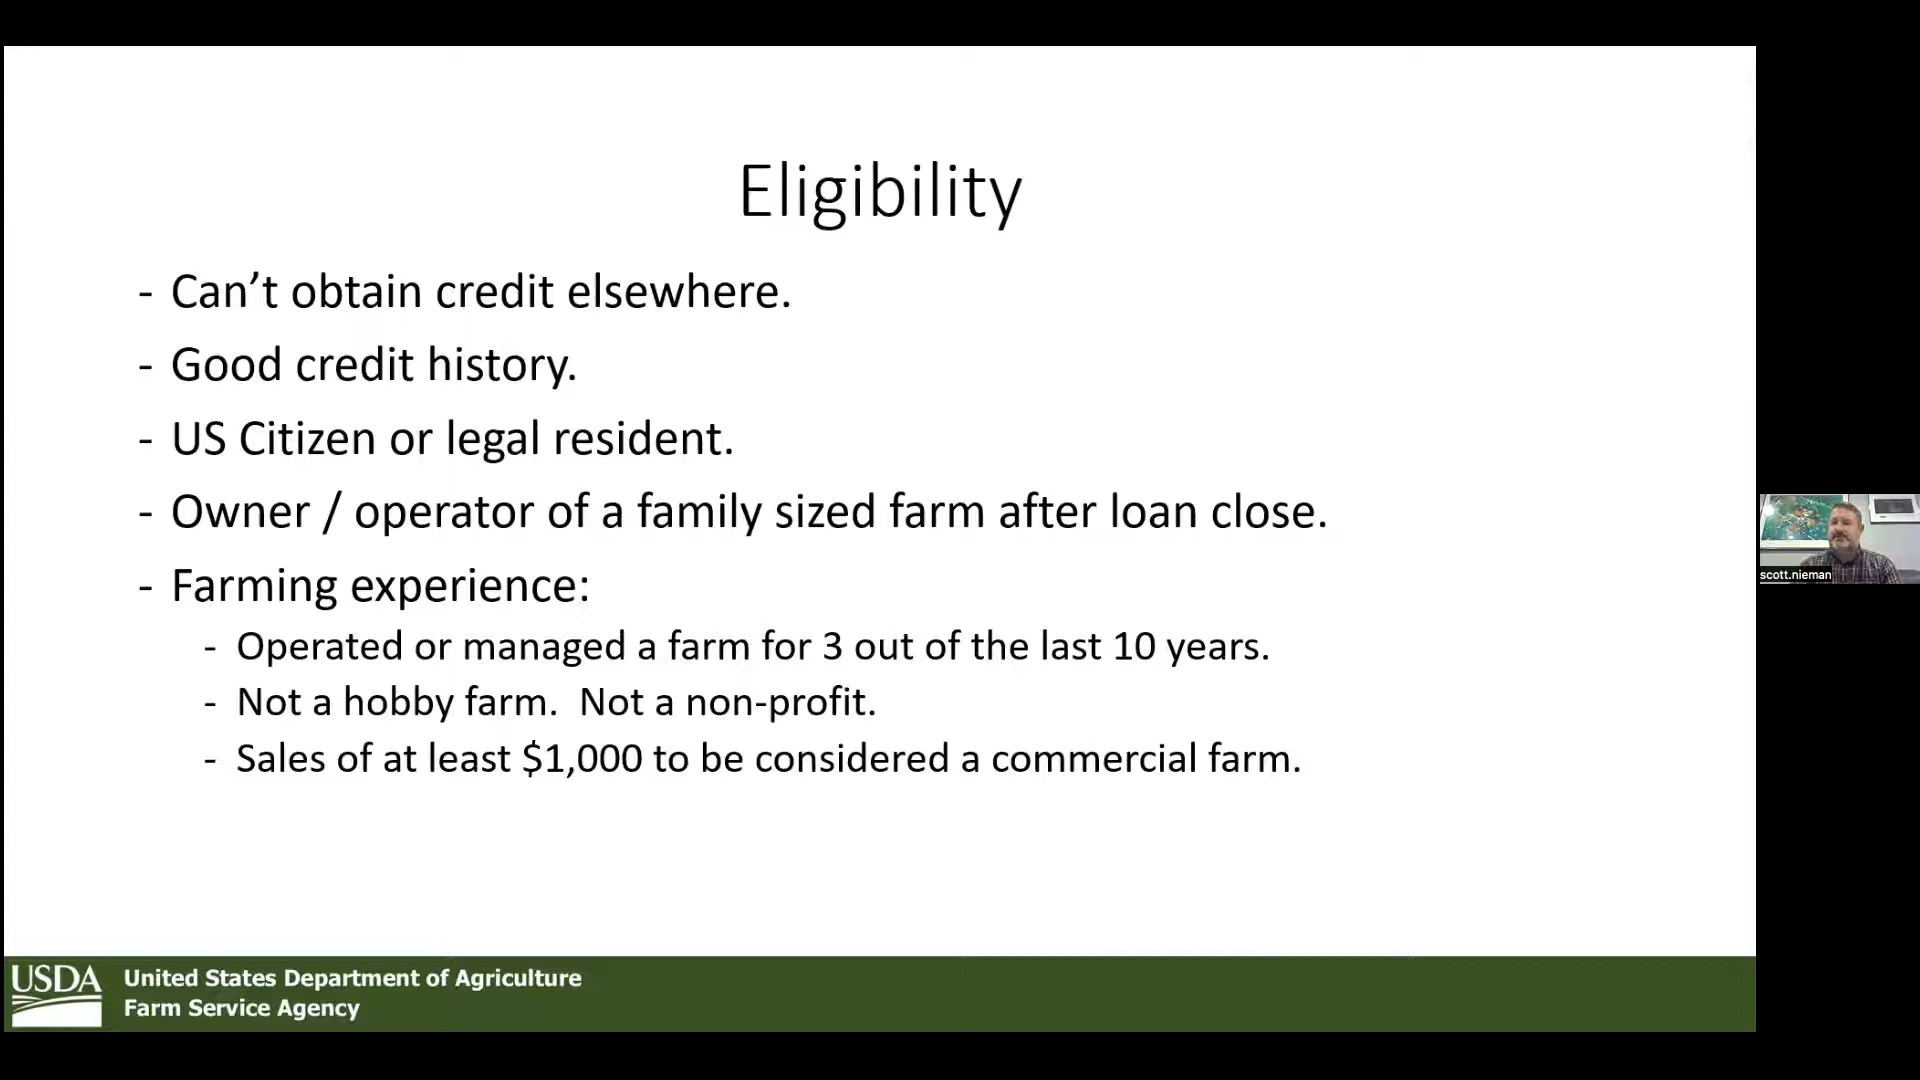 Eligibility
- Can’t obtain credit elsewhere.
- Good credit history.
- US Citizen or legal resident.
- Owner / operator of a family sized farm after loan close.
- Farming experience:
- Operated or managed a farm for 3 out of the last 10 years.
- Not a hobby farm.  Not a non-profit.
- Sales of at least $1,000 to be considered a commercial farm.
scott.nieman
USDA
United States Department of Agriculture
Farm Service Agency